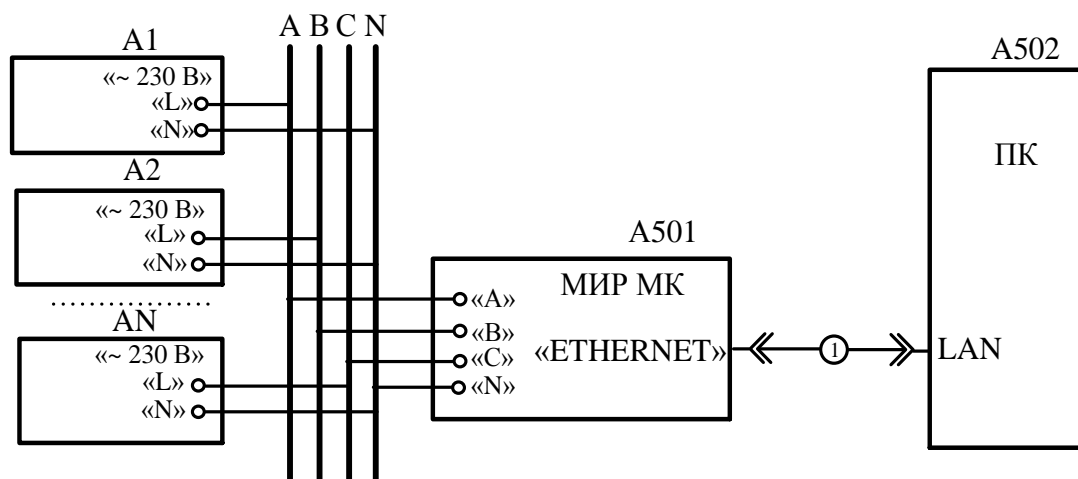 A B C N
A1
«~ 230 В»
«L»
«N»
A2
«~ 230 В»
«L»
«N»
AN
«~ 230 В»
«L»
«N»
A501
МИР МК
«A»
«B»
«C»
«N»
«ETHERNET»
1
A502
ПК
LAN